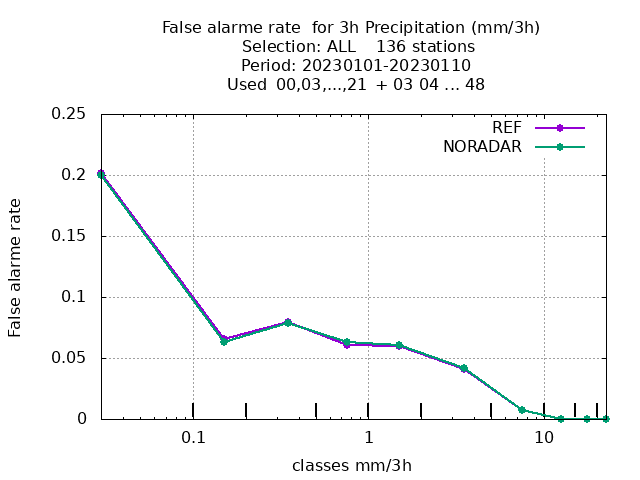 False alarme rate  for 3h Precipitation (mm/3h)
Selection: ALL    136 stations
Period: 20230101-20230110
Used  00,03,...,21  + 03 04 ... 48
0.25
0.2
0.15
0.1
0.05
0
False alarme rate
REF
NORADAR
0.1
1
10
classes mm/3h